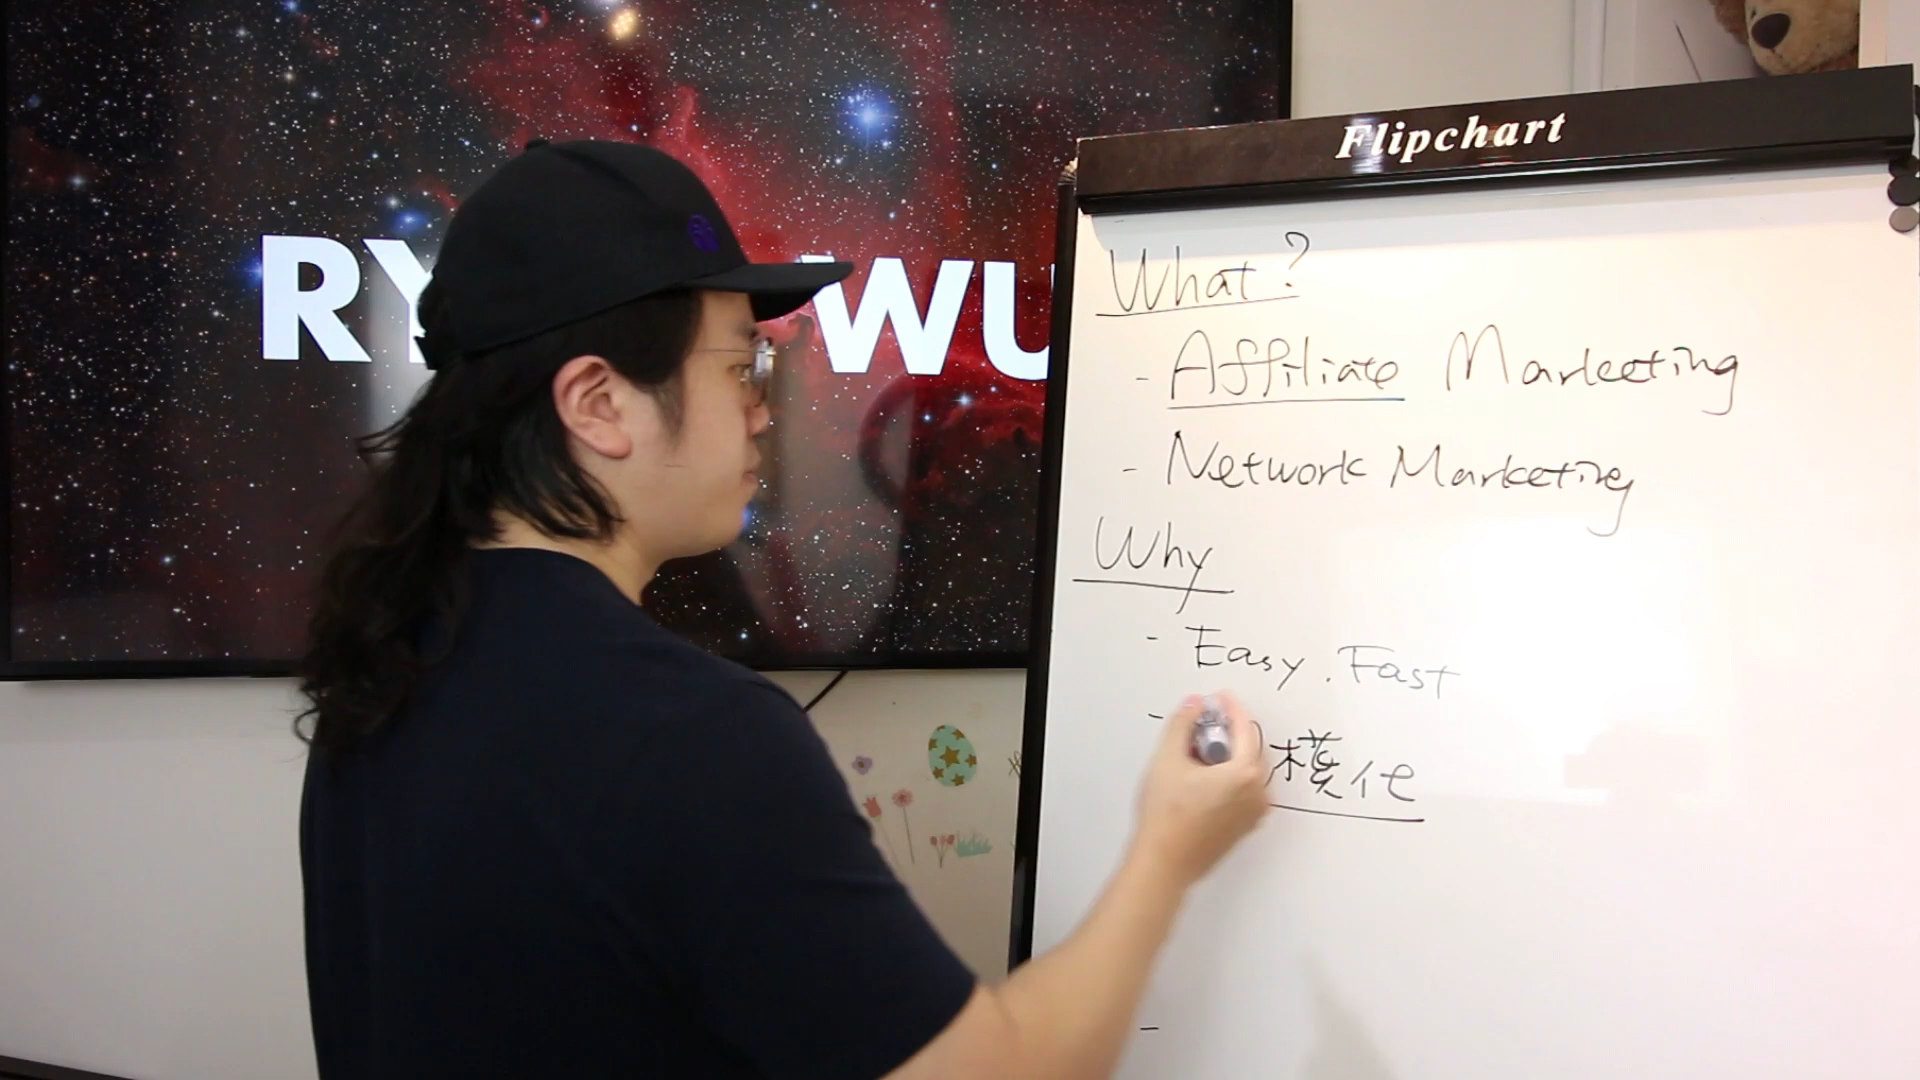 RY WU
Flipchart
What?
- Affiliate Marketing
- Network Marketing
Why
- Easy. Fast
- 模化
-